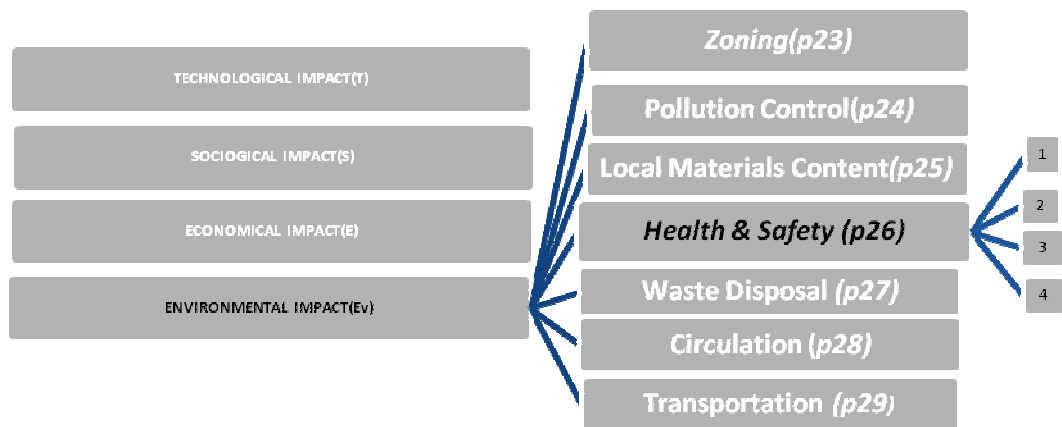 TECHNOLOGICAL IMPACT(T)
SOCIOGICAL IMPACT(S)
ECONOMICAL IMPACT(E)
ENVIRONMENTAL IMPACT(Ev)
Zoning(p23)
Pollution Control(p24)
Local Materials Content(p25)
Health & Safety (p26)
Waste Disposal (p27)
Circulation (p28)
Transportation (p29)
1
2
3
4